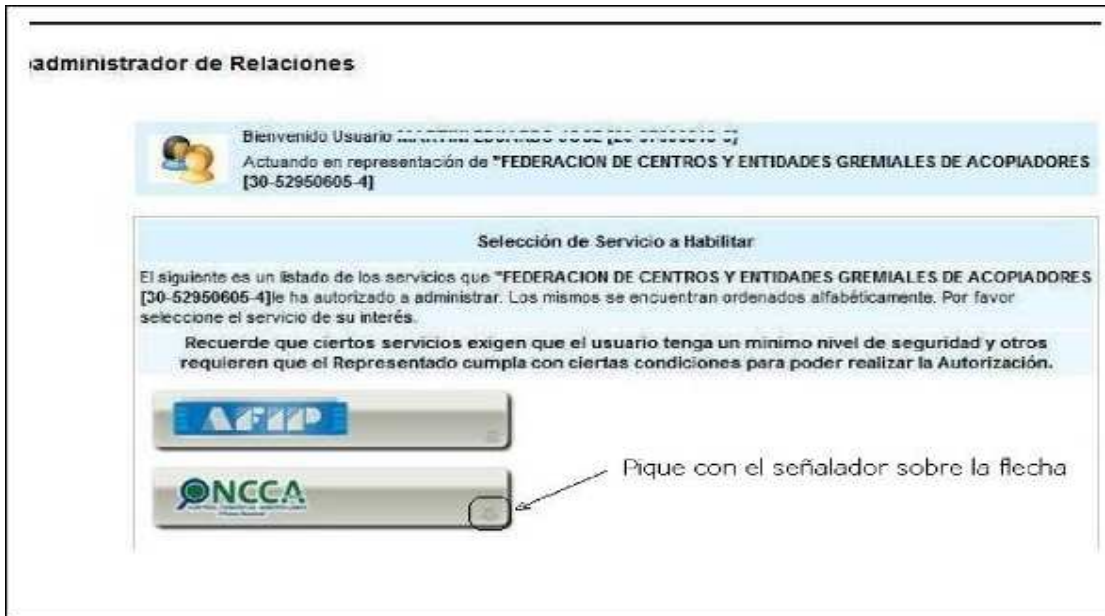 administrador de Relaciones
Bienvenido Usuario
Actuando en representación de "FEDERACION DE CENTROS Y ENTIDADES GREMIALES DE ACOPIADORES
[30-52950605-4]
Selección de Servicio a Habilitar
El siguiente es un listado de los servicios que "FEDERACION DE CENTROS Y ENTIDADES GREMIALES DE ACOPIADORES
[30-52950605-4]le ha autorizado a administrar. Los mismos se encuentran ordenados alfabéticamente. Por favor
seleccione el servicio de su interés.
Recuerde que ciertos servicios exigen que el usuario tenga un mínimo nivel de seguridad y otros
requieren que el Representado cumpla con ciertas condiciones para poder realizar la Autorización.
AFIP
ONCCA
Pique con el señalador sobre la flecha